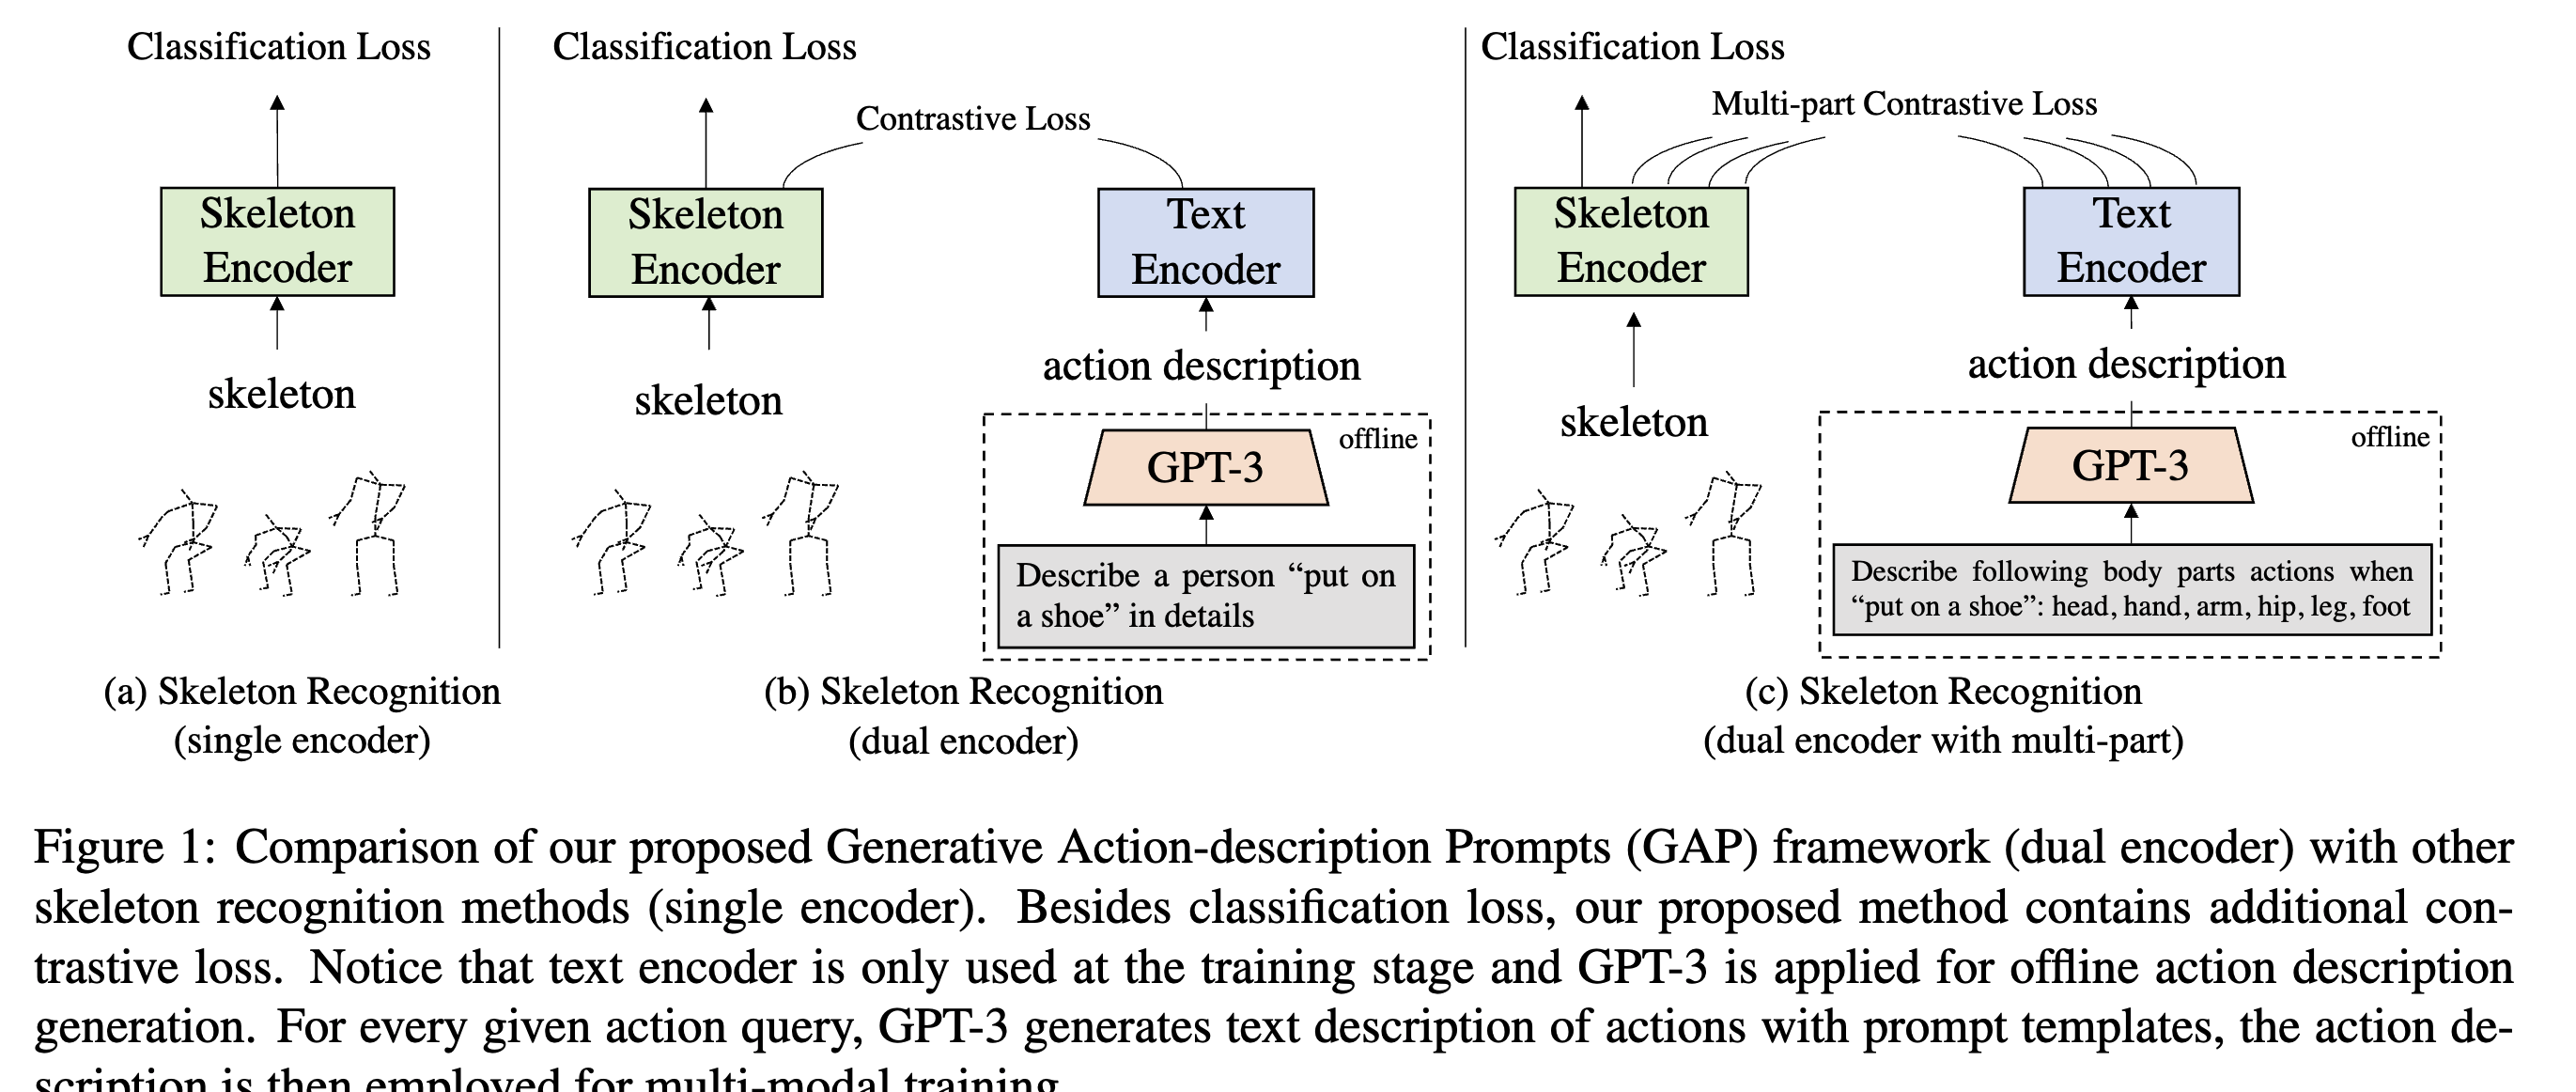 Classification Loss
Skeleton
Encoder
skeleton
(a) Skeleton Recognition
(single encoder)
Classification Loss
Contrastive Loss
Skeleton
Encoder
skeleton
Text
Encoder
action description
offline
GPT-3
Describe a person “put on
a shoe” in details
(b) Skeleton Recognition
(dual encoder)
Classification Loss
Multi-part Contrastive Loss
Skeleton
Encoder
skeleton
Text
Encoder
action description
offline
GPT-3
Describe following body parts actions when
“put on a shoe”: head, hand, arm, hip, leg, foot
(c) Skeleton Recognition
(dual encoder with multi-part)
Figure 1: Comparison of our proposed Generative Action-description Prompts (GAP) framework (dual encoder) with other
skeleton recognition methods (single encoder). Besides classification loss, our proposed method contains additional con-
trastive loss. Notice that text encoder is only used at the training stage and GPT-3 is applied for offline action description
generation. For every given action query, GPT-3 generates text description of actions with prompt templates, the action de-
scription is then employed for multi-modal training.